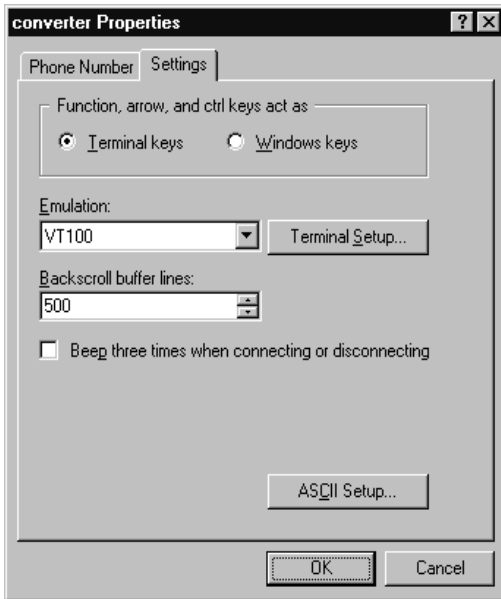 converter Properties
Phone Number Settings
Function, arrow, and ctrl keys act as
Terminal keys Windows keys
Emulation:
VT100 Terminal Setup...
Backscroll buffer lines:
500
Beep three times when connecting or disconnecting
ASCII Setup...
OK Cancel